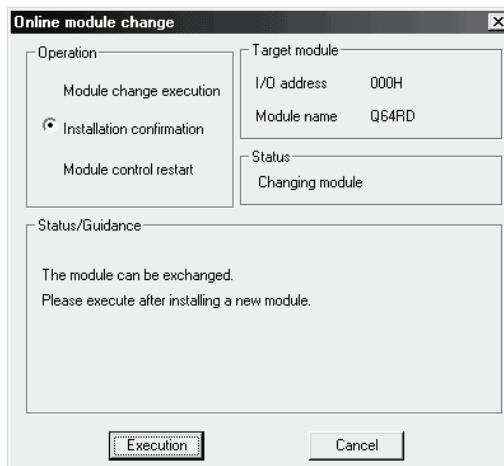 Online module change
Operation
Module change execution
Installation confirmation
Module control restart
Target module
I/O address 000H
Module name Q64RD
Status
Changing module
Status/Guidance
The module can be exchanged.
Please execute after installing a new module.
Execution Cancel